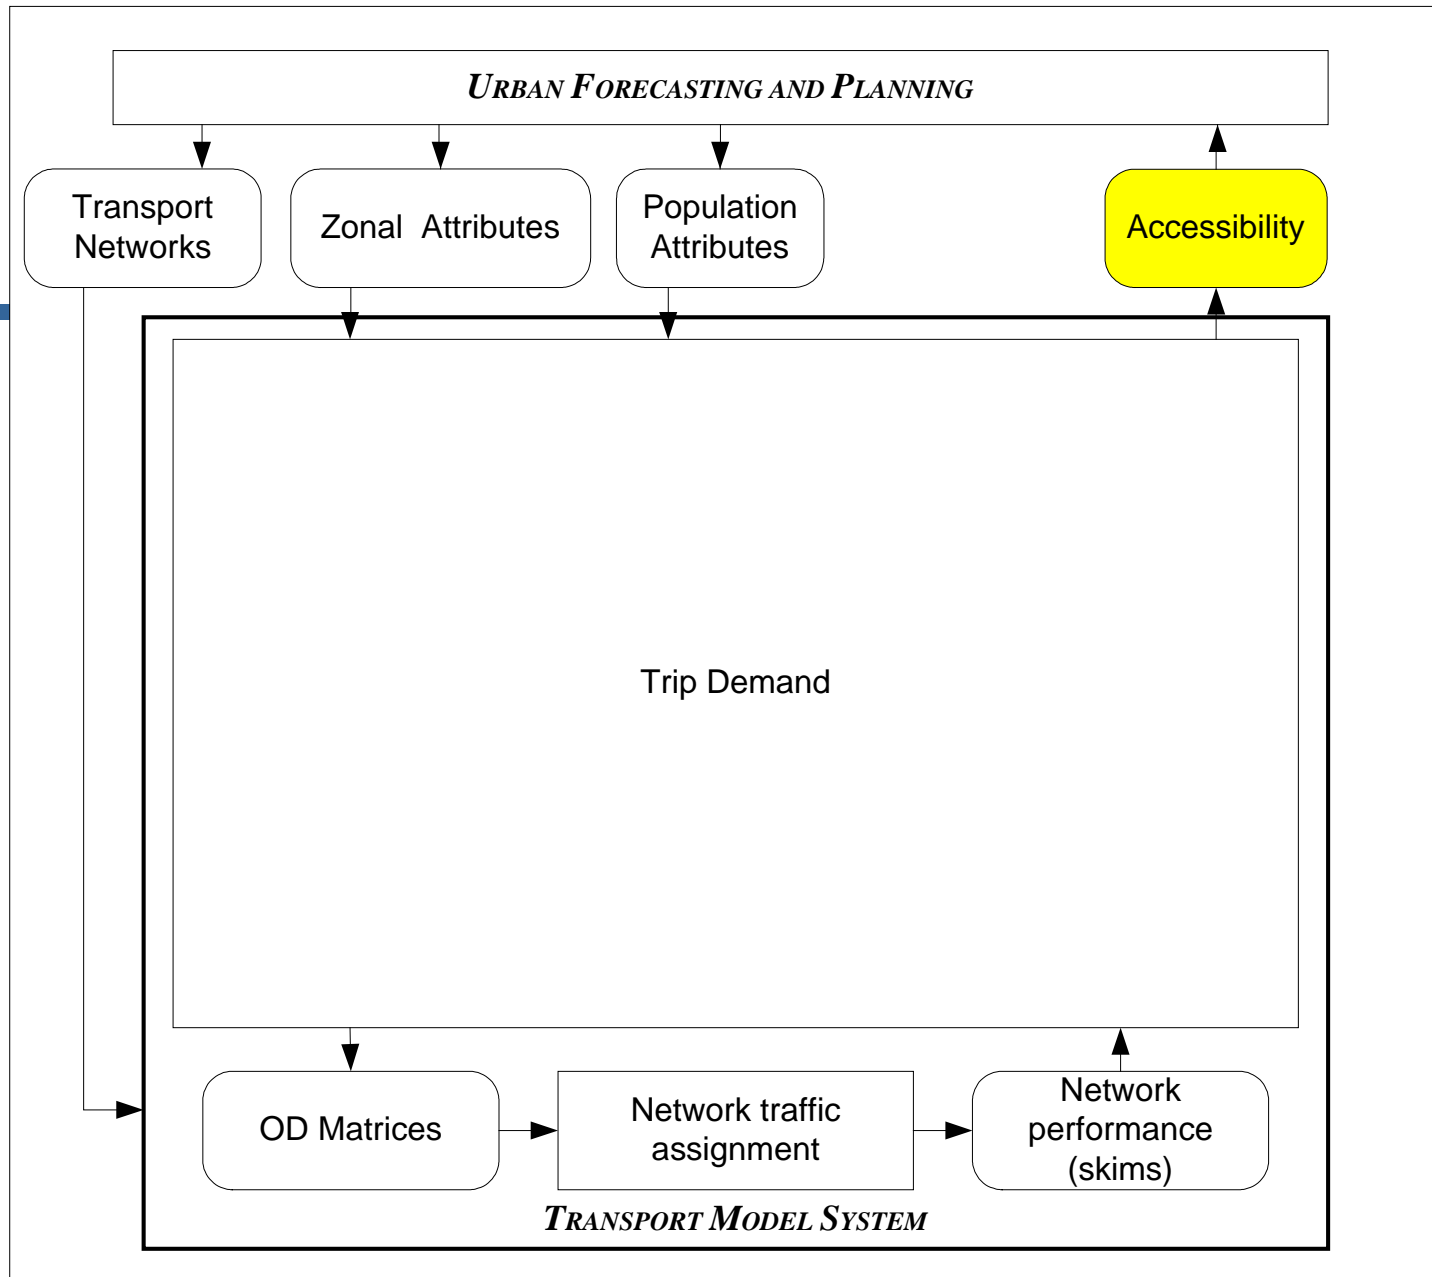 URBAN FORECASTING AND PLANNING
Transport
Networks
Zonal Attributes
Population
Attributes
Accessibility
Trip Demand
OD Matrices
Network traffic
assignment
Network
performance
(skims)
TRANSPORT MODEL SYSTEM